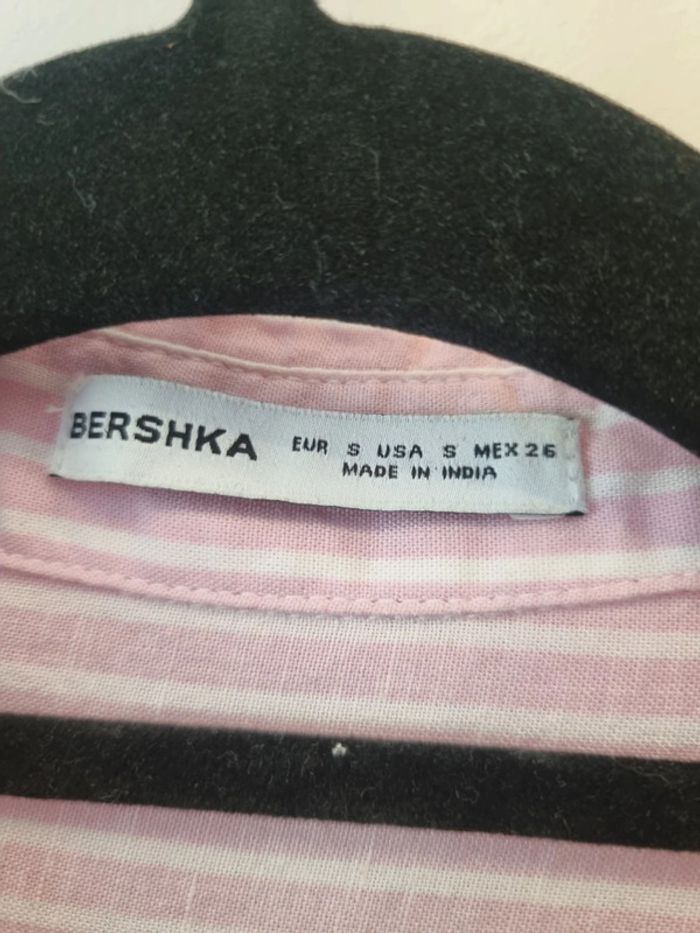 BERSHKA
EUR S USA S MEX 26
MADE IN INDIA